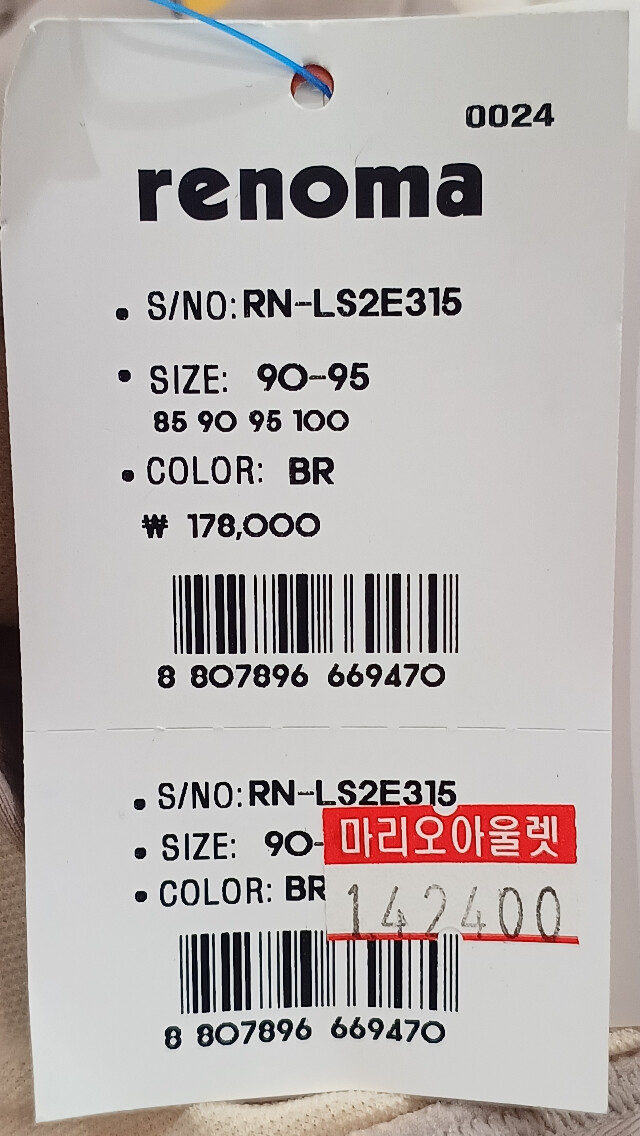 0024
renoma
• S/NO: RN-LS2E315
• SIZE: 90-95
85 90 95 100
• COLOR: BR
₩ 178,000
8 807896 669470
• S/NO: RN-LS2E315
• SIZE: 90-
마리오아울렛
• COLOR: BR
142400
8 807896 669470